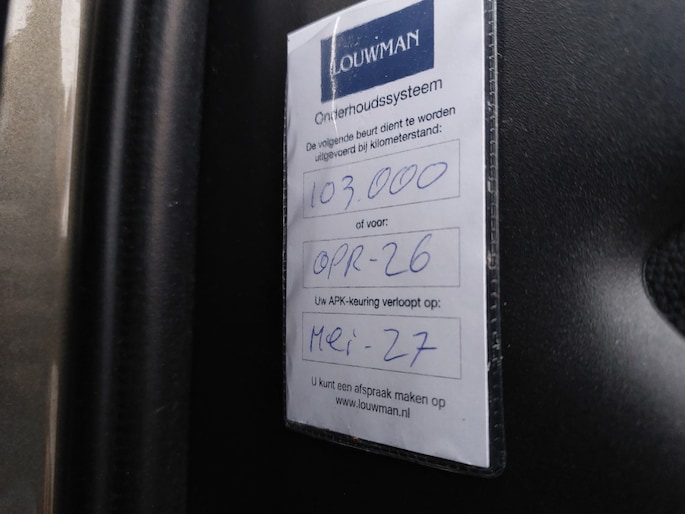 LOUWMAN
Onderhoudssysteem
De volgende beurt dient te worden
uitgevoerd bij kilometerstand:
103.000
of voor:
APR-26
Uw APK-keuring verloopt op:
Mei-27
U kunt een afspraak maken op
www.louwman.nl